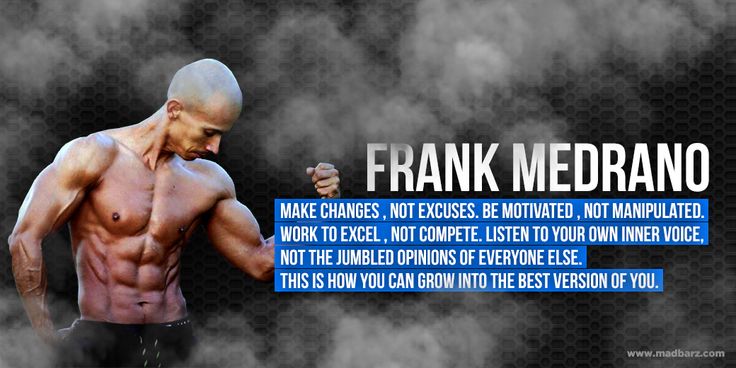 FRANK MEDRANO
MAKE CHANGES , NOT EXCUSES. BE MOTIVATED , NOT MANIPULATED.
WORK TO EXCEL , NOT COMPETE. LISTEN TO YOUR OWN INNER VOICE,
NOT THE JUMBLED OPINIONS OF EVERYONE ELSE.
THIS IS HOW YOU CAN GROW INTO THE BEST VERSION OF YOU.
www.madbarz.com